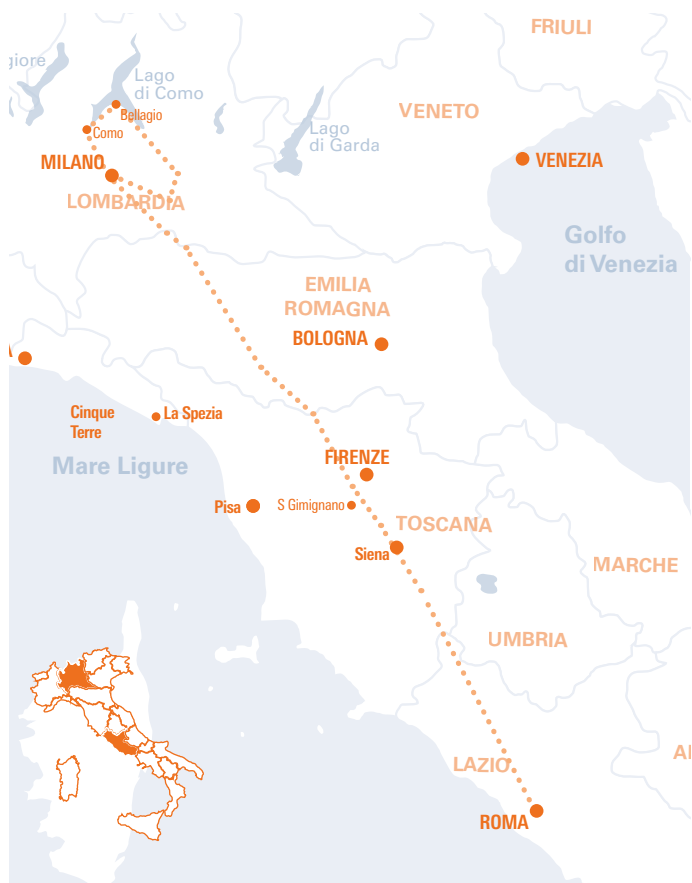 FRIULI
giore
Lago
di Como
Bellagio
VENETO
Como
Lago
di Garda
MILANO
VENEZIA
LOMBARDIA
Golfo
di Venezia
EMILIA
ROMAGNA
BOLOGNA
A
Cinque
Terre
La Spezia
Mare Ligure
FIRENZE
Pisa
S Gimignano
TOSCANA
Siena
MARCHE
UMBRIA
LAZIO
ROMA